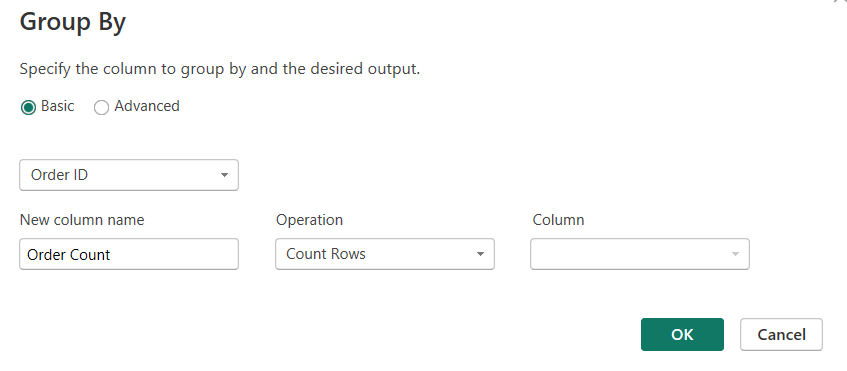 Group By
Specify the column to group by and the desired output.
Basic Advanced
Order ID
New column name Operation Column
Order Count Count Rows
OK Cancel